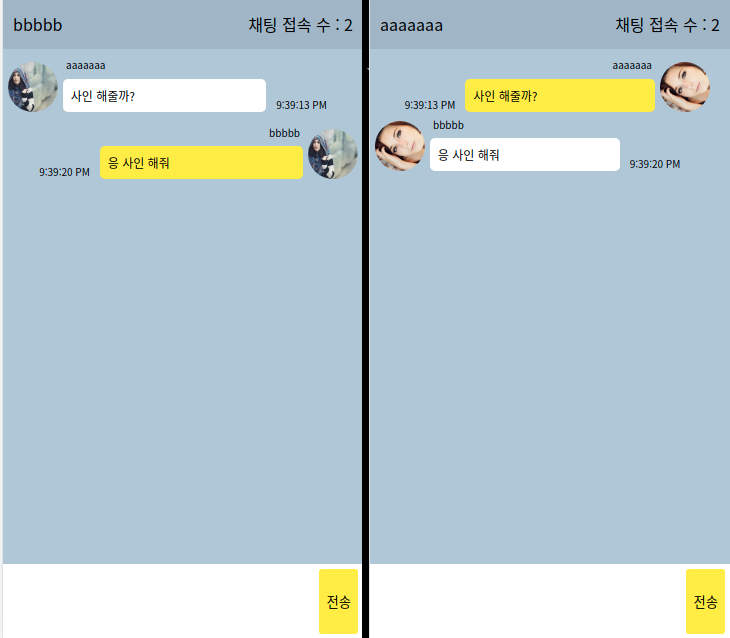 bbbbb
채팅 접속 수 : 2
aaaaaaa
사인 해줄까?
9:39:13 PM
bbbbb
9:39:20 PM
응 사인 해줘
전송
aaaaaaa
채팅 접속 수 : 2
aaaaaaa
9:39:13 PM
사인 해줄까?
bbbbb
응 사인 해줘
9:39:20 PM
전송